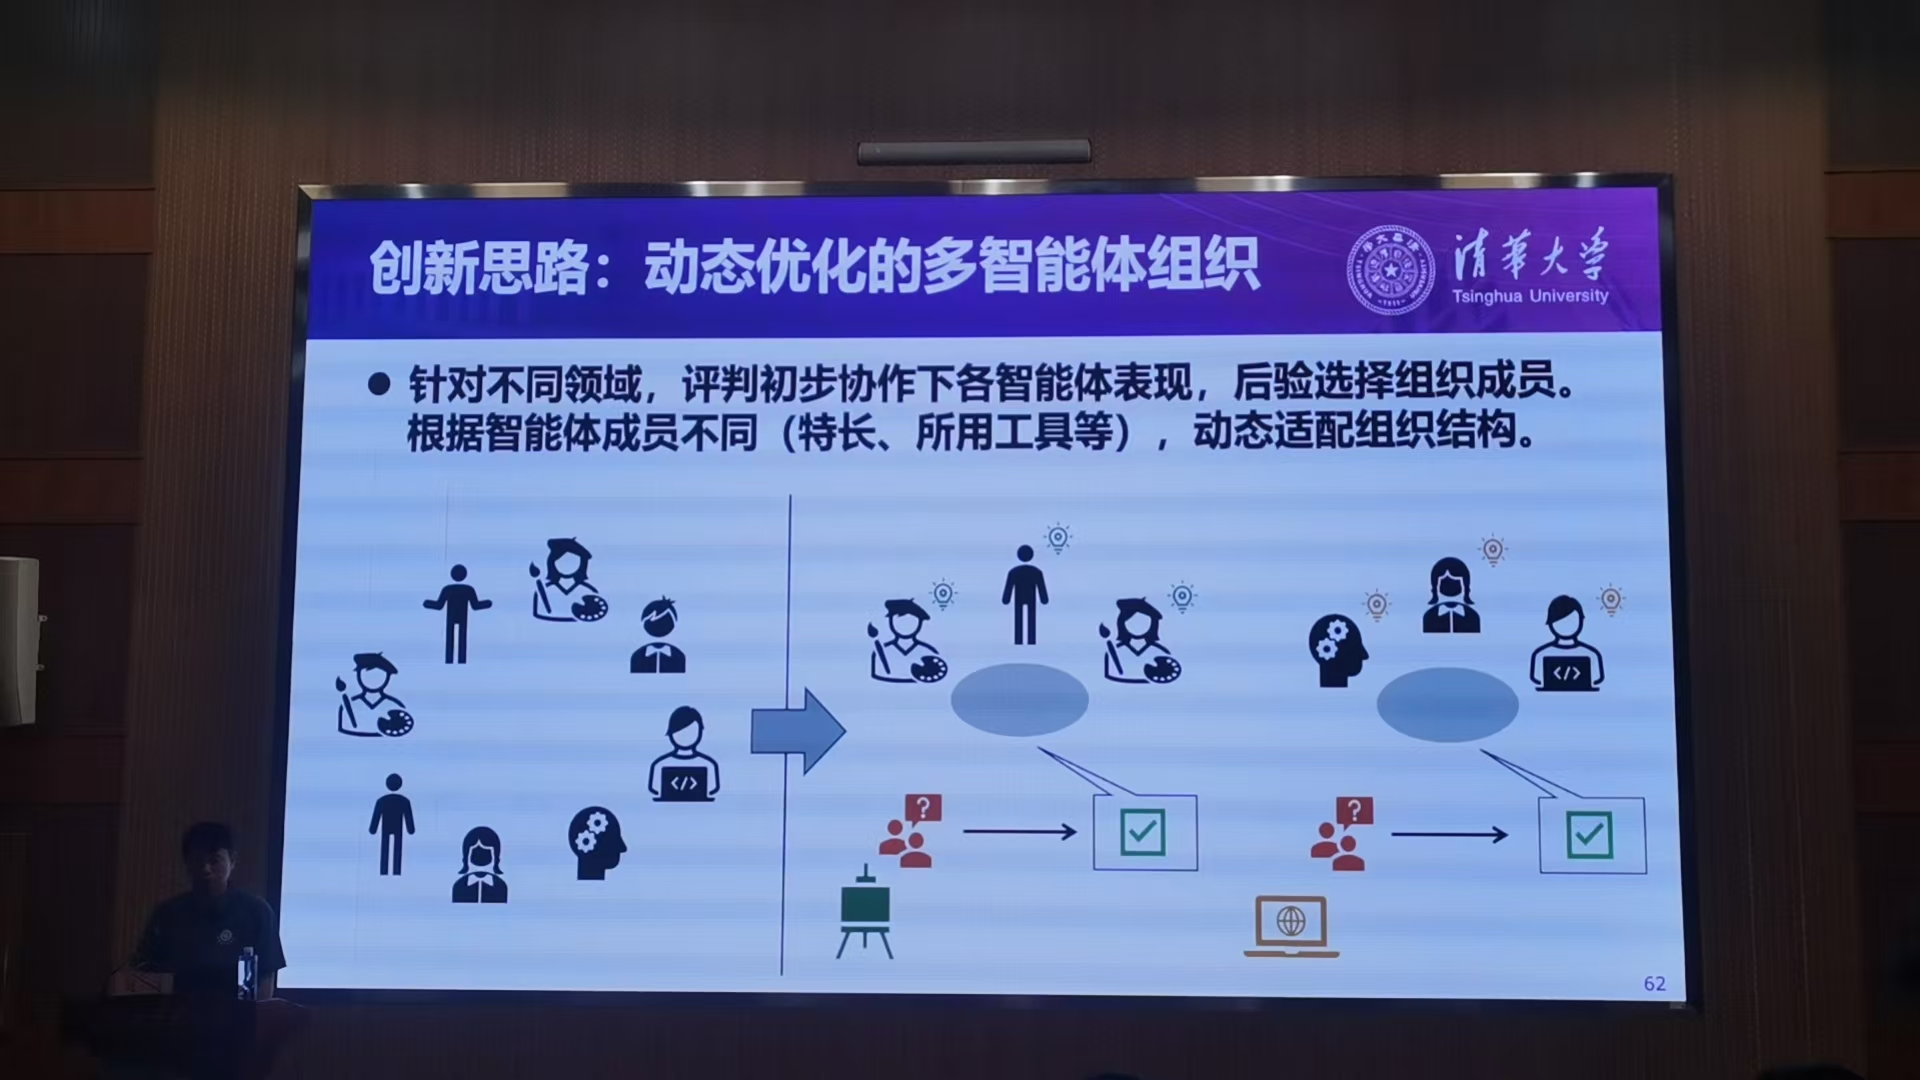 创新思路：动态优化的多智能体组织
清华大学
Tsinghua University
● 针对不同领域，评判初步协作下各智能体表现，后验选择组织成员。
根据智能体成员不同（特长、所用工具等），动态适配组织结构。
</>
</>
?
?
62